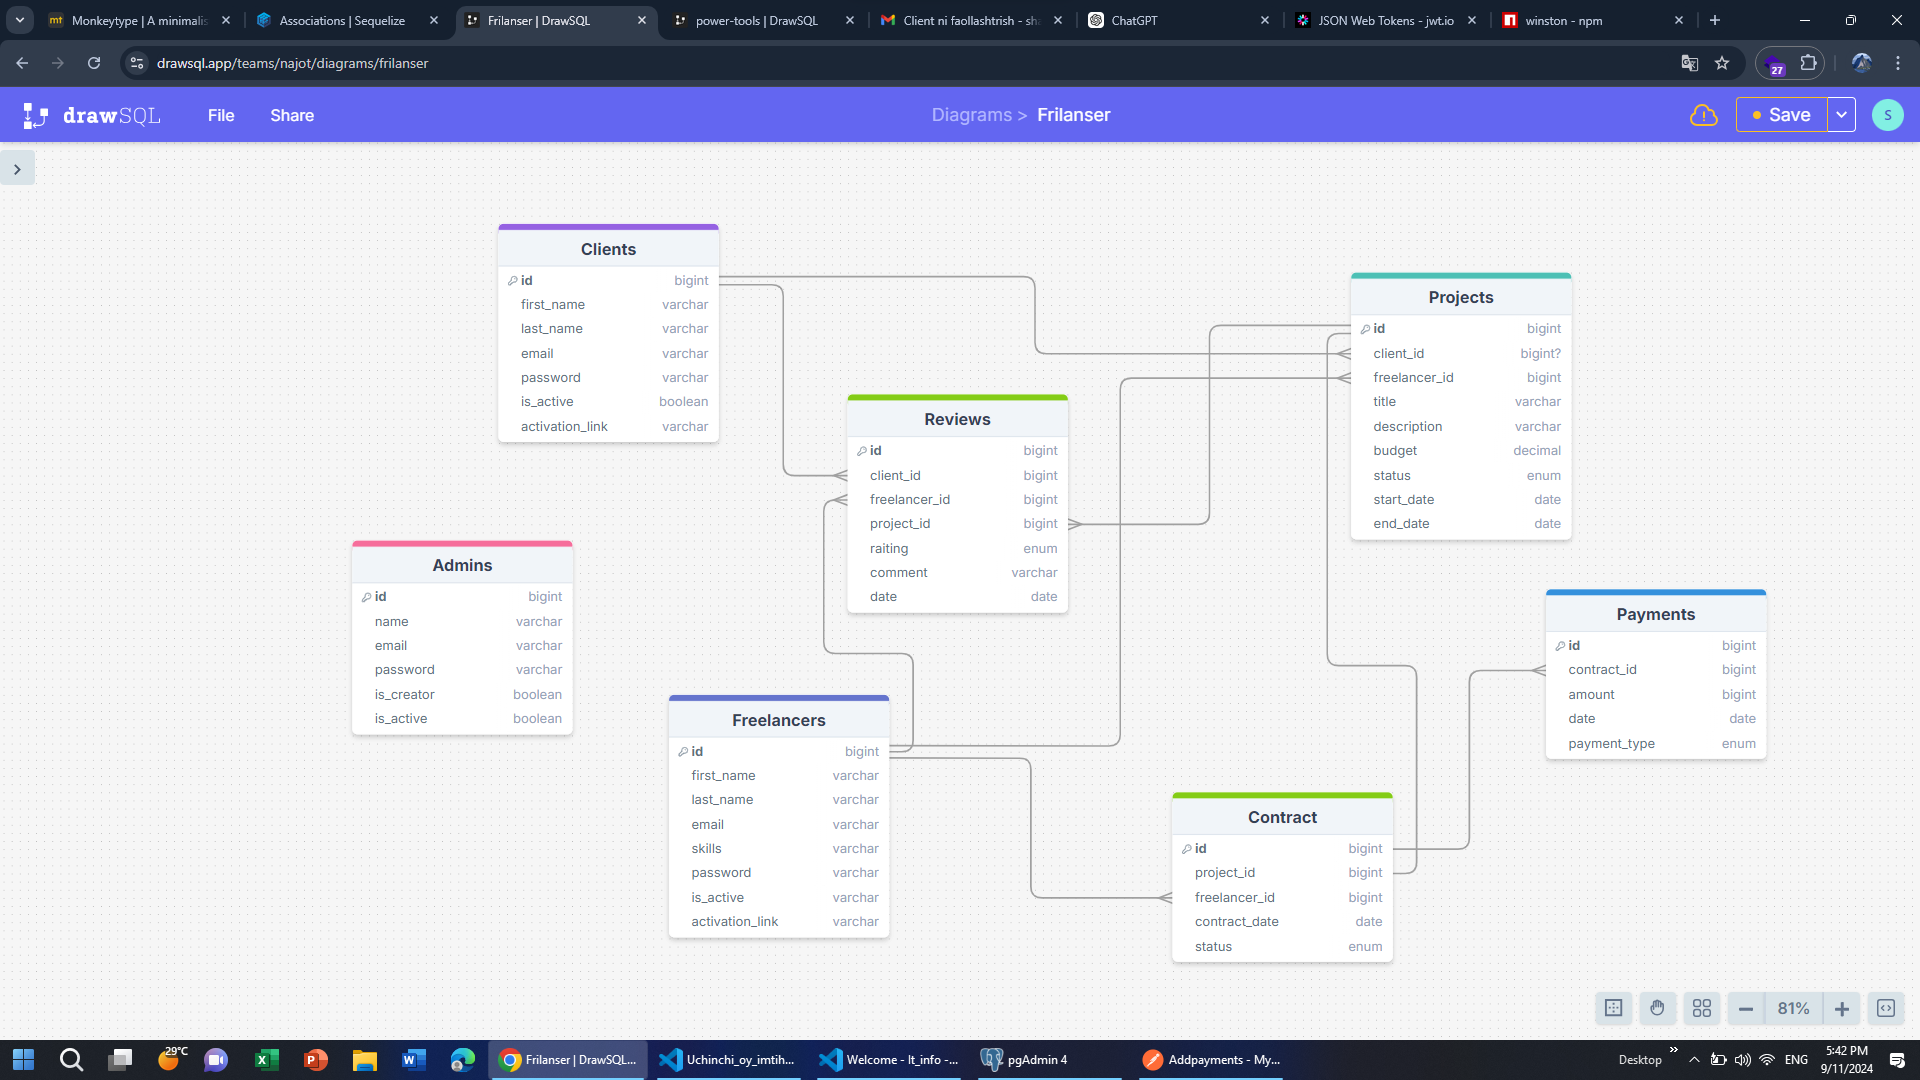 Monkeytype | A minimalis
Associations | Sequelize
Frilanser | DrawSQL
power-tools | DrawSQL
Client ni faollashtrish - sha
ChatGPT
JSON Web Tokens - jwt.io
winston - npm
drawsql.app/teams/najot/diagrams/frilanser
27
drawSQL
File
Share
Diagrams > Frilanser
Save
S
Clients
id bigint
first_name varchar
last_name varchar
email varchar
password varchar
is_active boolean
activation_link varchar
Projects
id bigint
client_id bigint?
freelancer_id bigint
title varchar
description varchar
budget decimal
status enum
start_date date
end_date date
Reviews
id bigint
client_id bigint
freelancer_id bigint
project_id bigint
raiting enum
comment varchar
date date
Admins
id bigint
name varchar
email varchar
password varchar
is_creator boolean
is_active boolean
Payments
id bigint
contract_id bigint
amount bigint
date date
payment_type enum
Freelancers
id bigint
first_name varchar
last_name varchar
email varchar
skills varchar
password varchar
is_active varchar
activation_link varchar
Contract
id bigint
project_id bigint
freelancer_id bigint
contract_date date
status enum
81%
29°C
Frilanser | DrawSQL...
Uchinchi_oy_imtih...
Welcome - It_info -...
pgAdmin 4
Addpayments - My...
Desktop
ENG
5:42 PM
9/11/2024